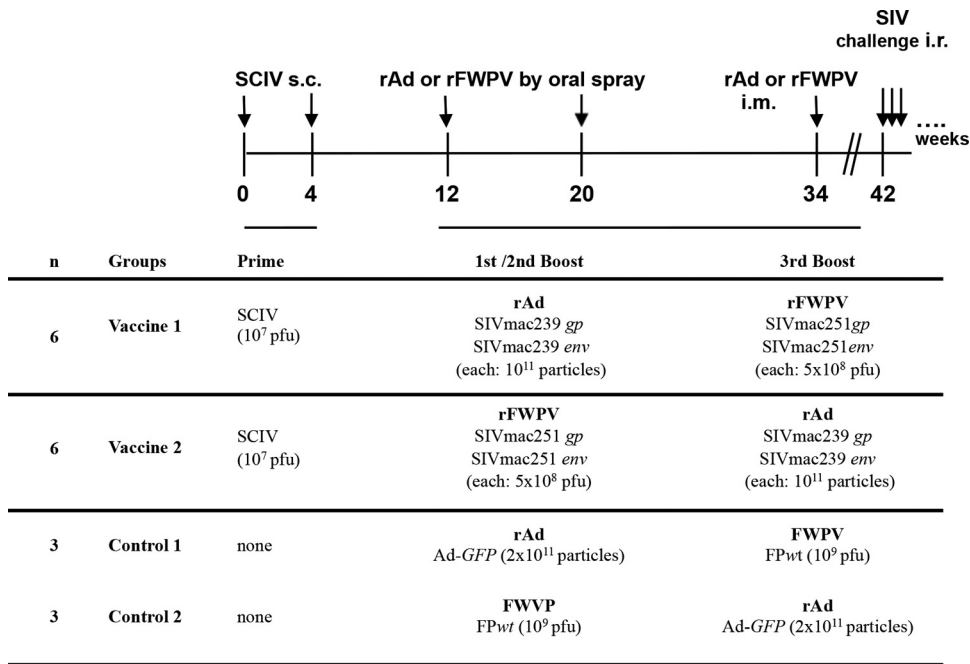 SIV
challenge i.r.
SCIV s.c.
rAd or rFWPV by oral spray
rAd or rFWPV
i.m.
....
weeks
0 4 12 20 34 42
n Groups Prime 1st /2nd Boost 3rd Boost
6 Vaccine 1
SCIV
(10⁷ pfu)
rAd
SIVmac239 gp
SIVmac239 env
(each: 10¹¹ particles)
rFWPV
SIVmac251gp
SIVmac251env
(each: 5x10⁸ pfu)
6 Vaccine 2
SCIV
(10⁷ pfu)
rFWPV
SIVmac251 gp
SIVmac251 env
(each: 5x10⁸ pfu)
rAd
SIVmac239 gp
SIVmac239 env
(each: 10¹¹ particles)
3 Control 1 none
rAd
Ad-GFP (2x10¹¹ particles)
FWPV
FPwt (10⁹ pfu)
3 Control 2 none
FWVP
FPwt (10⁹ pfu)
rAd
Ad-GFP (2x10¹¹ particles)